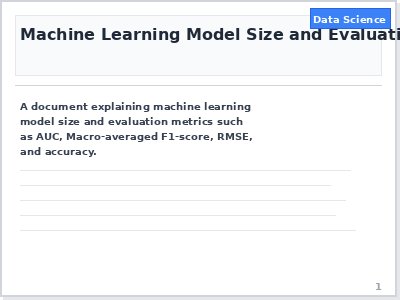 Data Science
Machine Learning Model Size and Evaluati
A document explaining machine learning
model size and evaluation metrics such
as AUC, Macro-averaged F1-score, RMSE,
and accuracy.
1